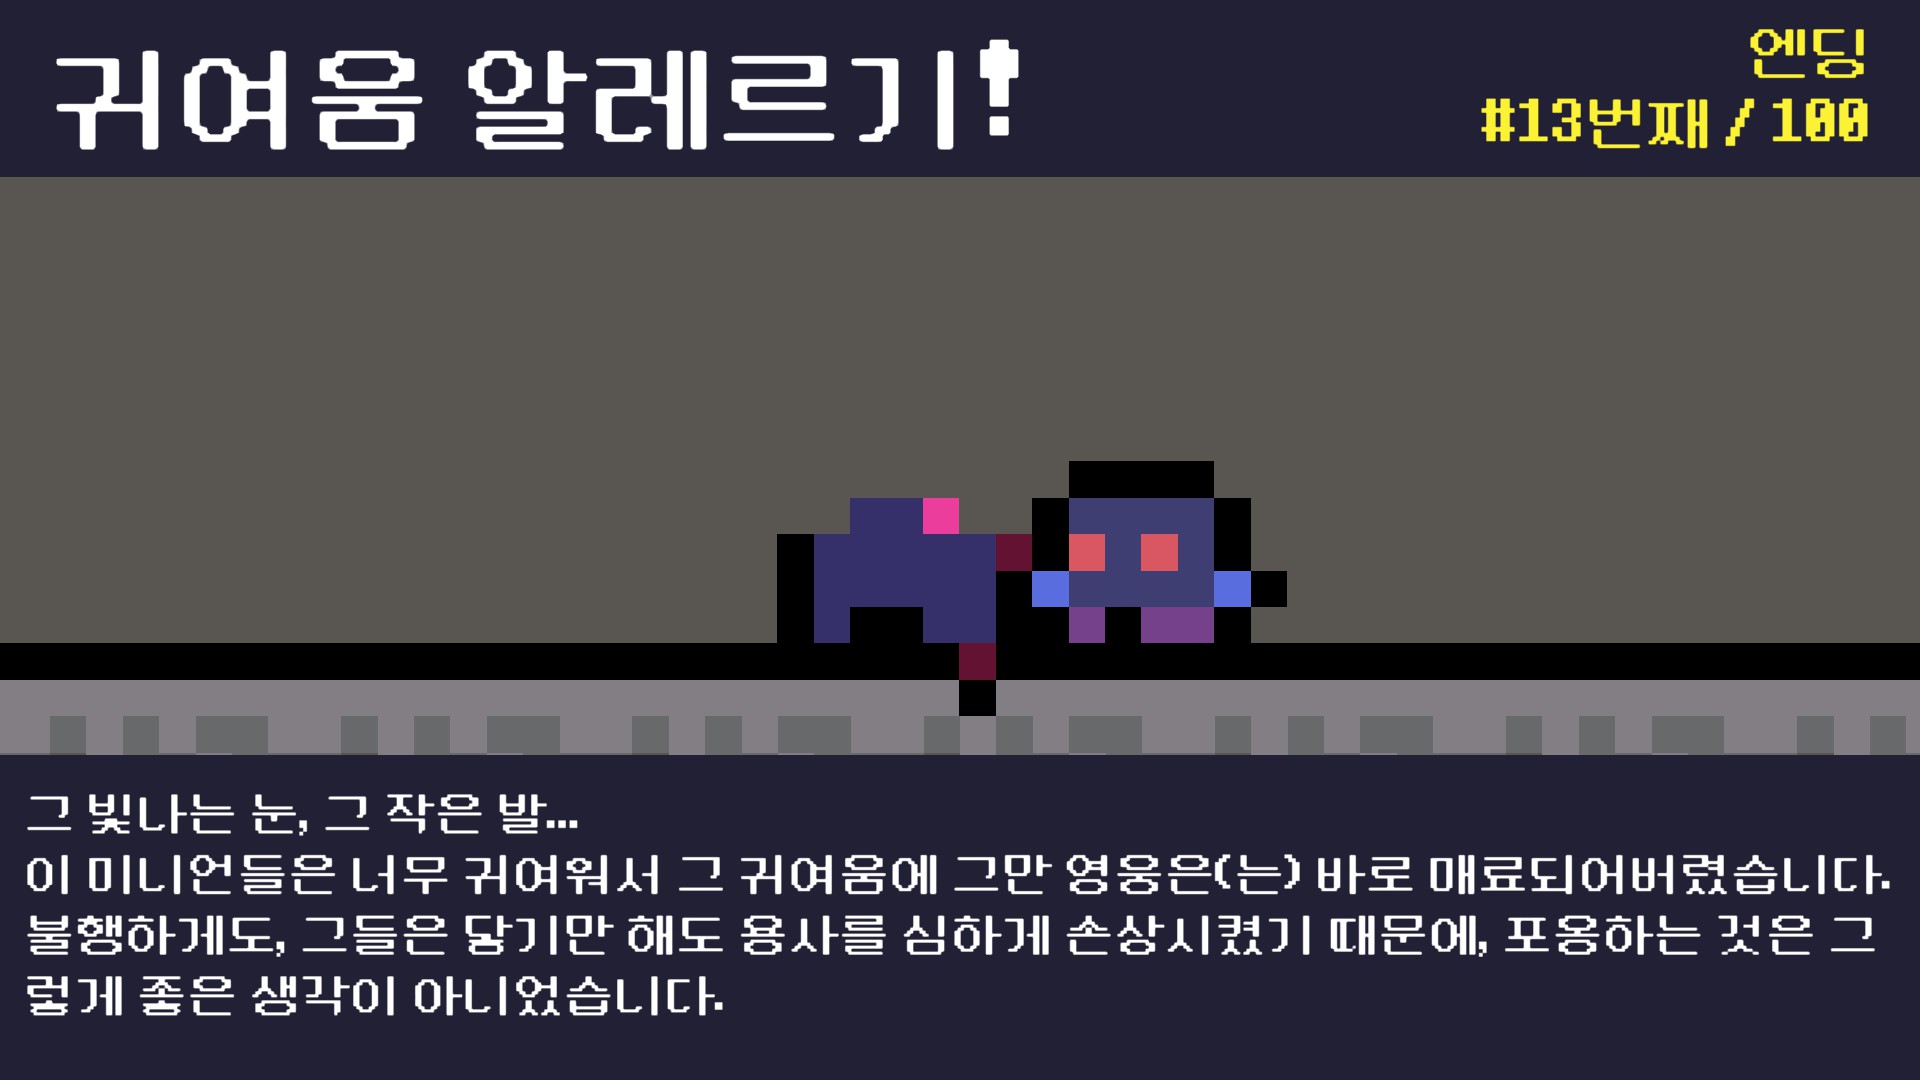 귀여움 알레르기!
엔딩
#13번째 / 100
그 빛나는 눈, 그 작은 발...
이 미니언들은 너무 귀여워서 그 귀여움에 그만 영웅은(는) 바로 매료되어버렸습니다.
불행하게도, 그들은 닿기만 해도 용사를 심하게 손상시켰기 때문에, 포옹하는 것은 그
렇게 좋은 생각이 아니었습니다.